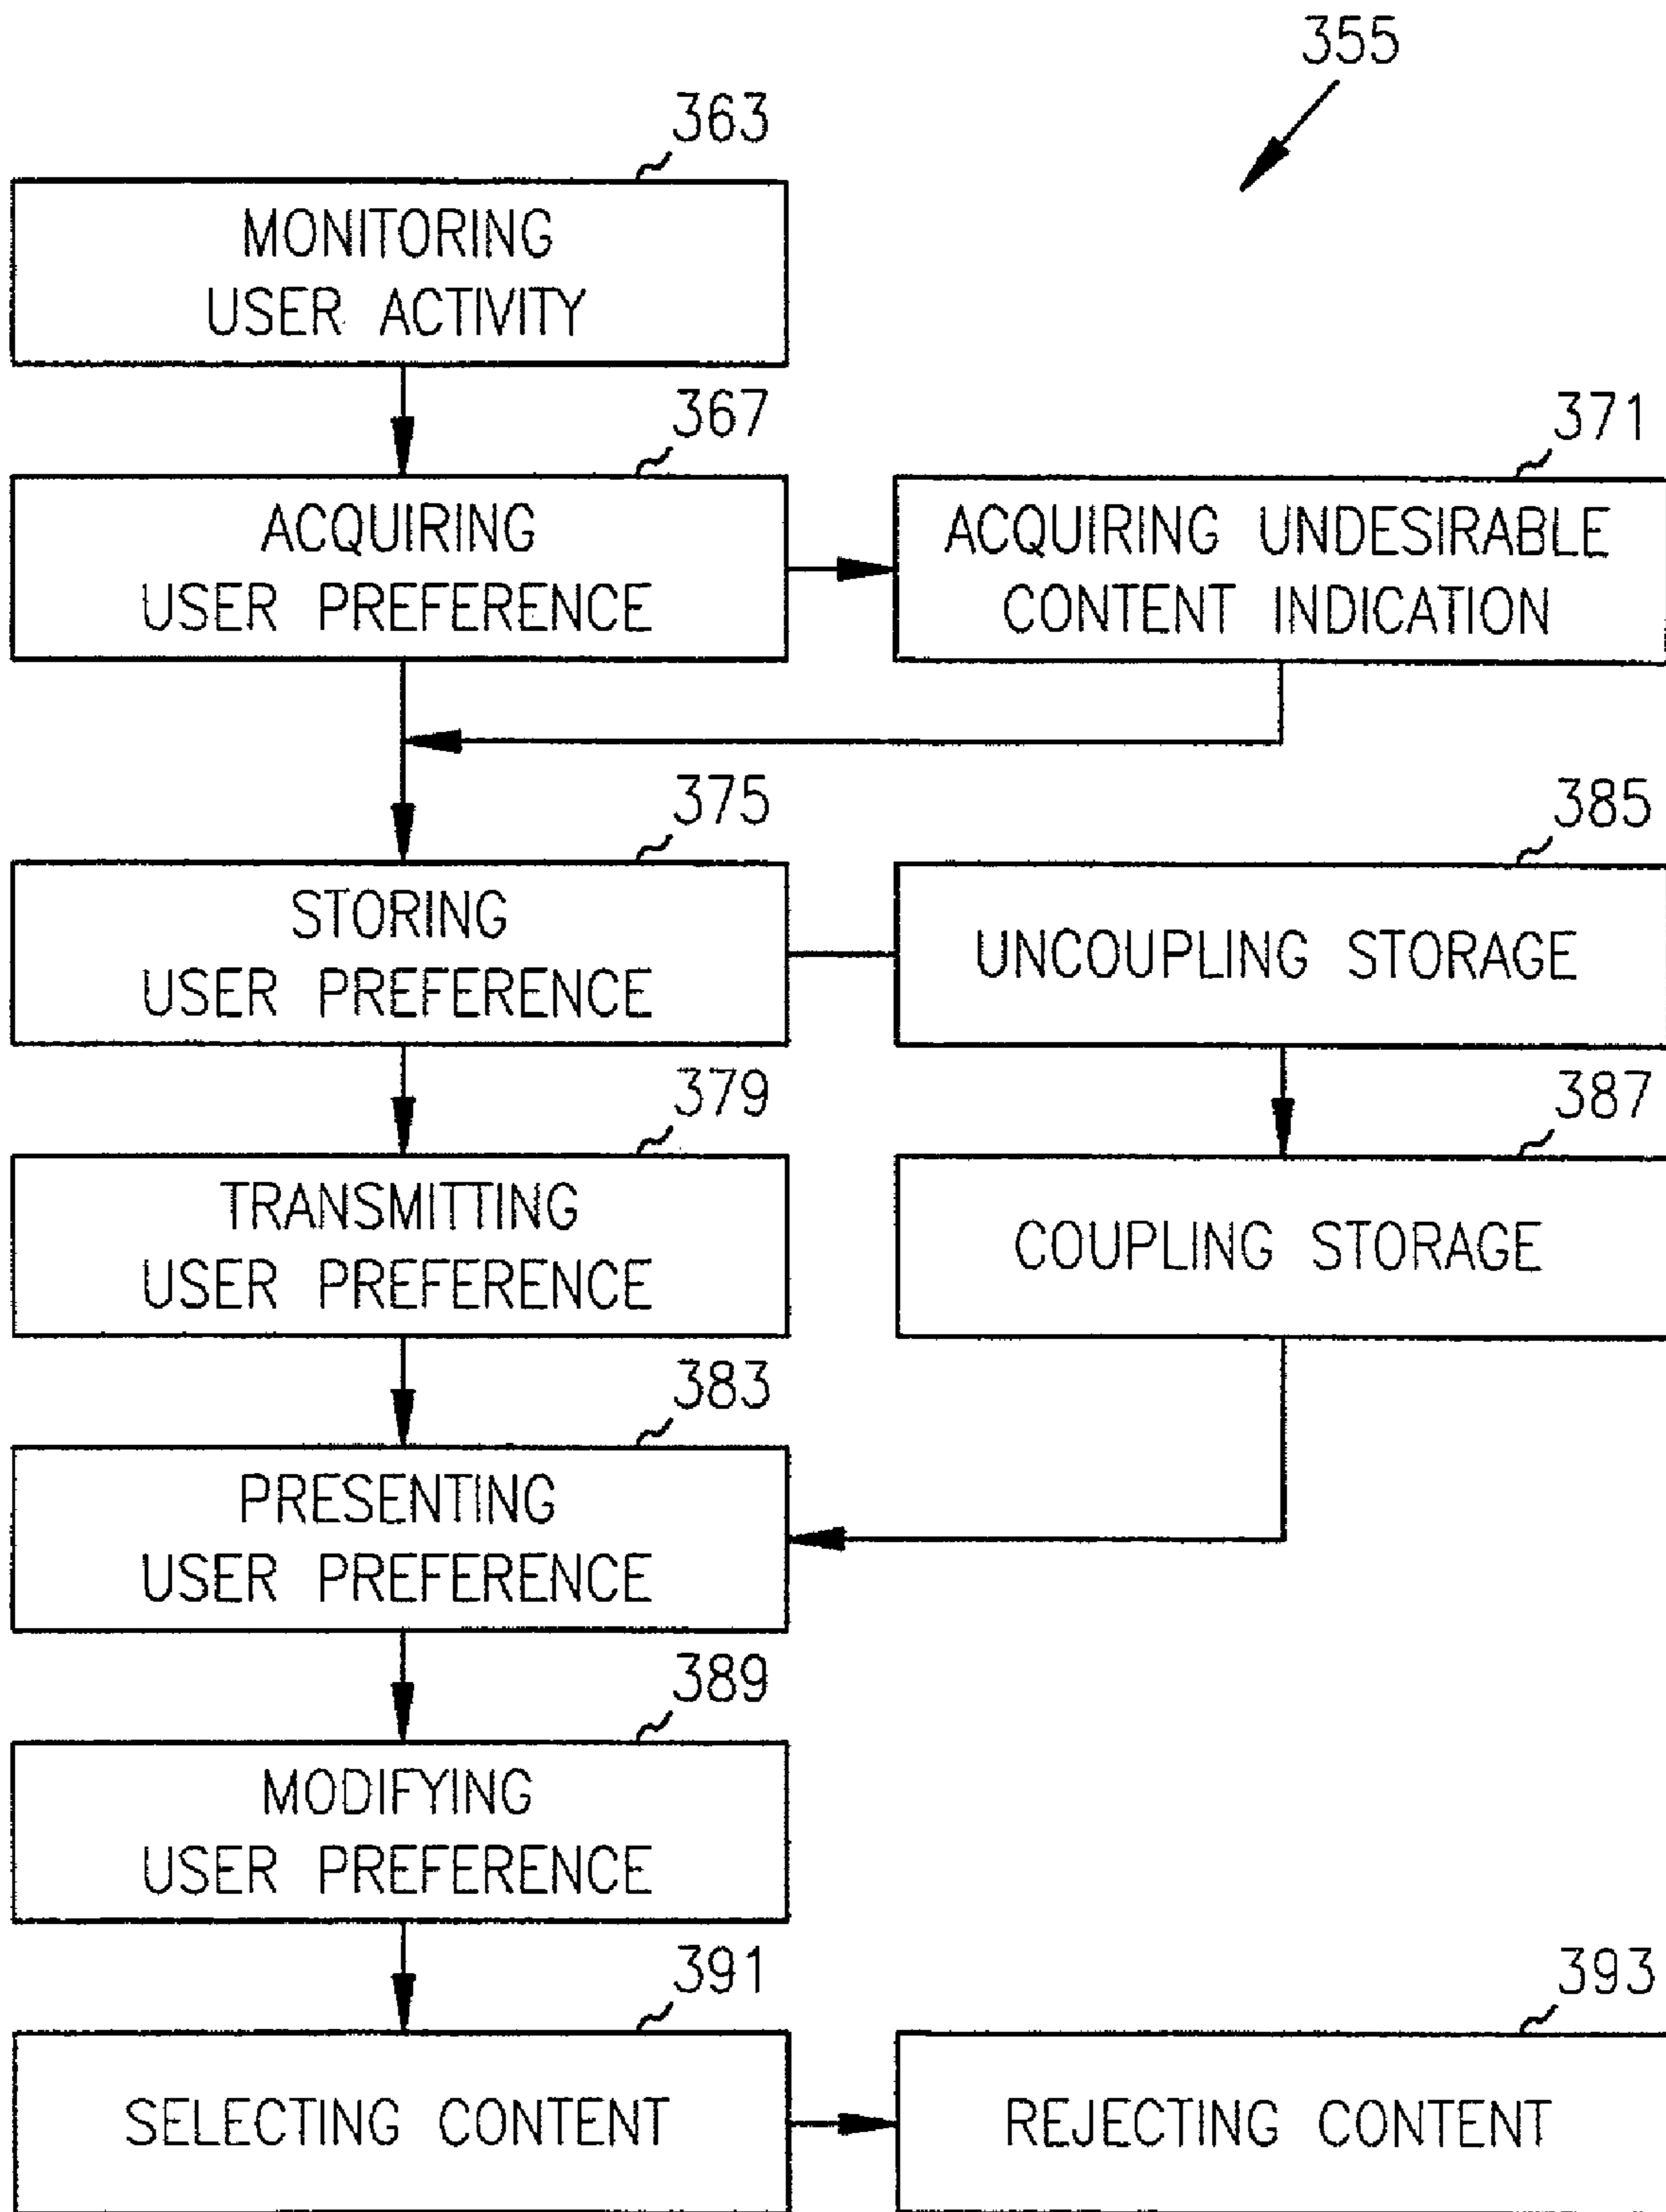 355
363
MONITORING
USER ACTIVITY
367
ACQUIRING
USER PREFERENCE
371
ACQUIRING UNDESIRABLE
CONTENT INDICATION
375
STORING
USER PREFERENCE
385
UNCOUPLING STORAGE
379
TRANSMITTING
USER PREFERENCE
387
COUPLING STORAGE
383
PRESENTING
USER PREFERENCE
389
MODIFYING
USER PREFERENCE
391
SELECTING CONTENT
393
REJECTING CONTENT